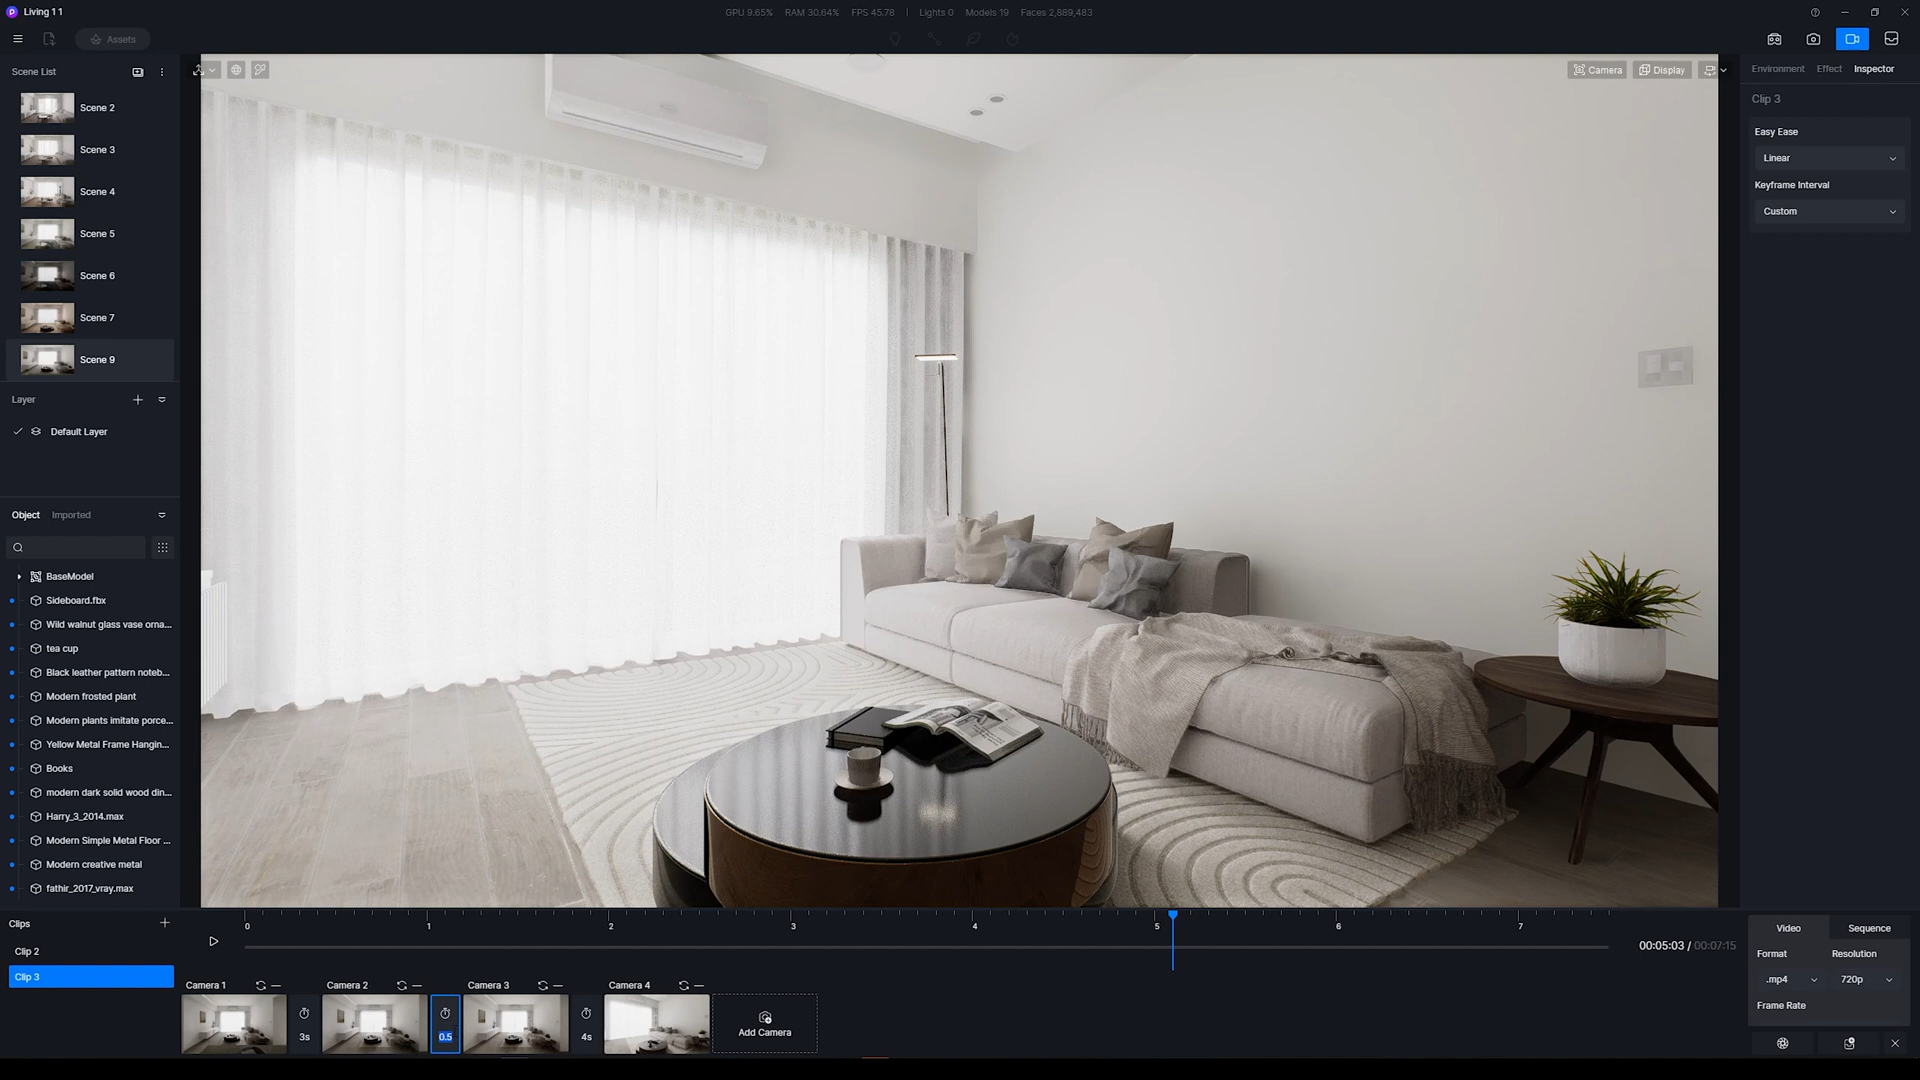 Living 1 1
GPU 9.65% RAM 30.64% FPS 45.78 | Lights 0 Models 19 Faces 2,889,483
Assets
Scene List
Scene 2
Scene 3
Scene 4
Scene 5
Scene 6
Scene 7
Scene 9
Layer
Default Layer
Object Imported
BaseModel
Sideboard.fbx
Wild walnut glass vase orna...
tea cup
Black leather pattern noteb...
Modern frosted plant
Modern plants imitate porce...
Yellow Metal Frame Hangin...
Books
modern dark solid wood din...
Harry_3_2014.max
Modern Simple Metal Floor ...
Modern creative metal
fathir_2017_vray.max
Camera Display
Environment Effect Inspector
Clip 3
Easy Ease
Linear
Keyframe Interval
Custom
Clips
Clip 2
Clip 3
0 1 2 3 4 5 6 7
00:05:03 / 00:07:15
Camera 1 Camera 2 Camera 3 Camera 4
3s 0.5 4s
Add Camera
Video Sequence
Format Resolution
.mp4 720p
Frame Rate